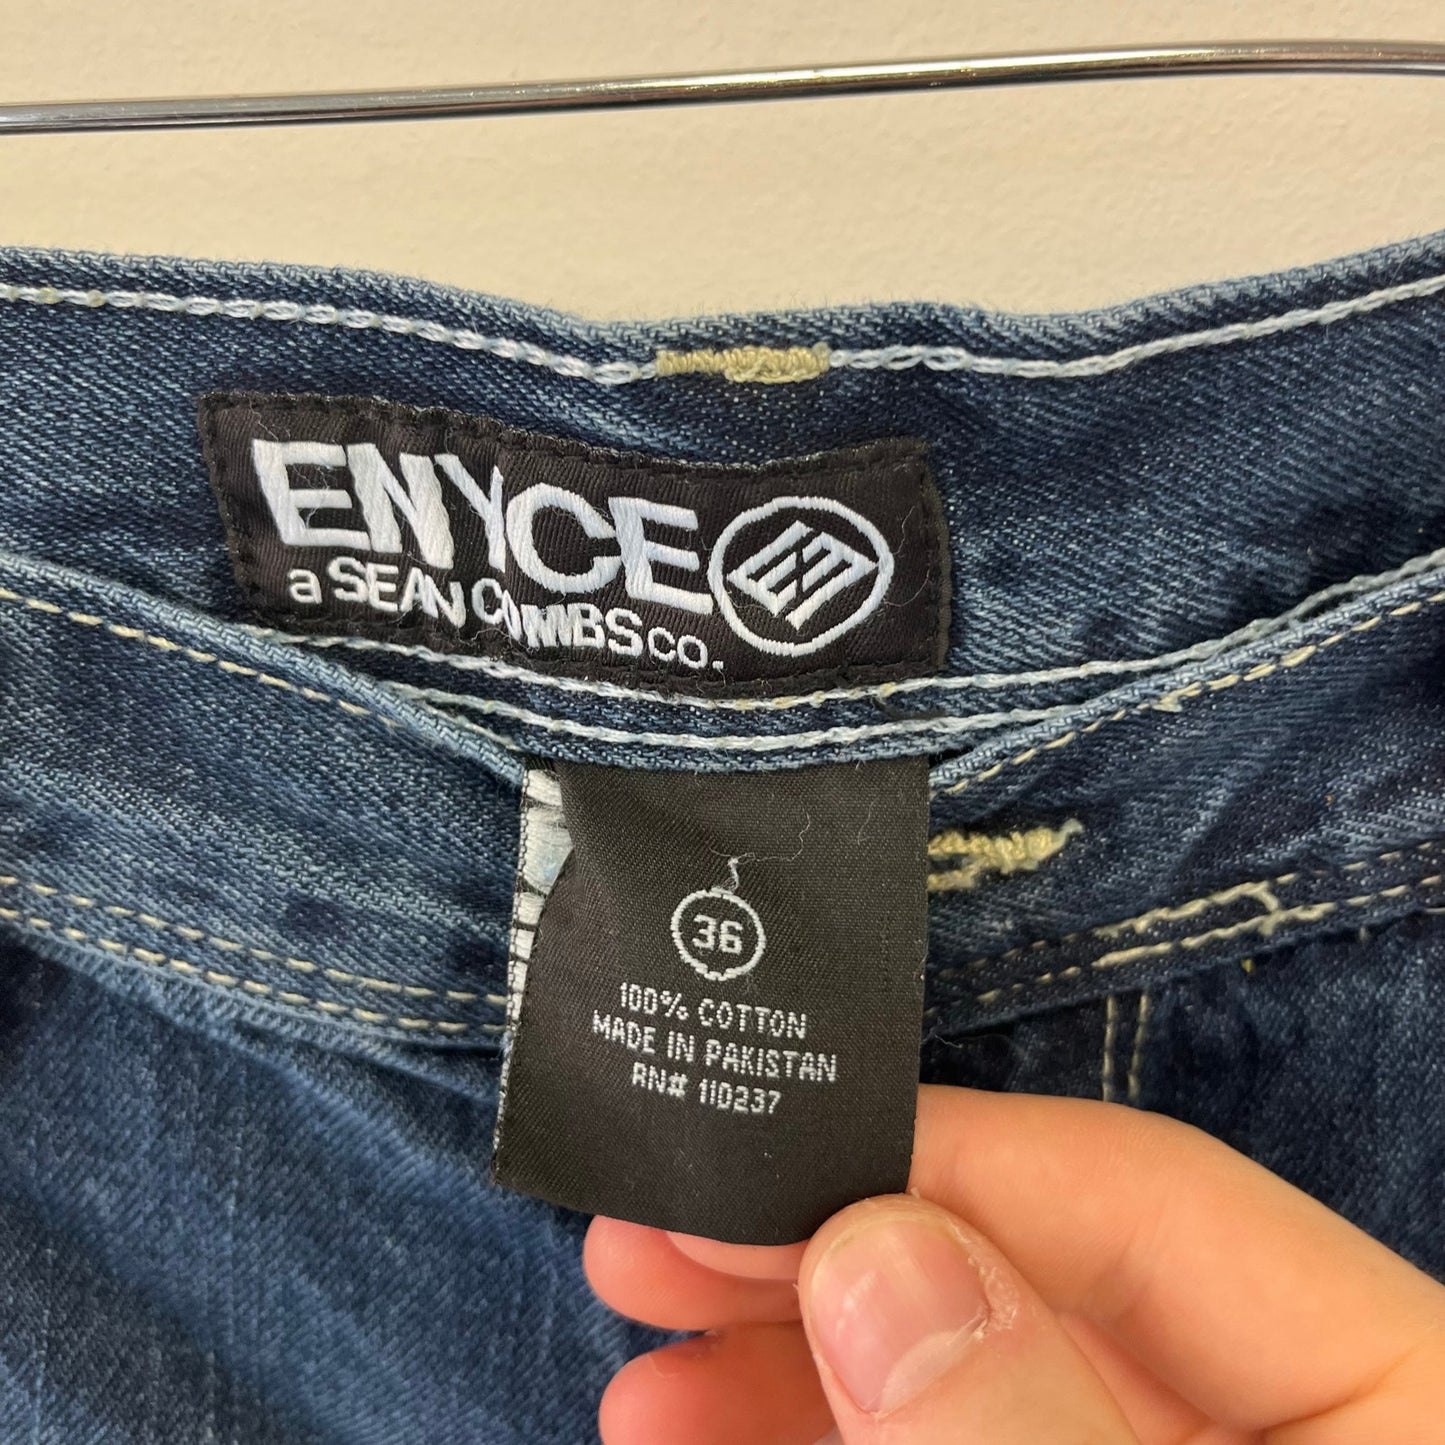 ENYCE
a SEAN COMBS CO.
36
100% COTTON
MADE IN PAKISTAN
RN# 110237